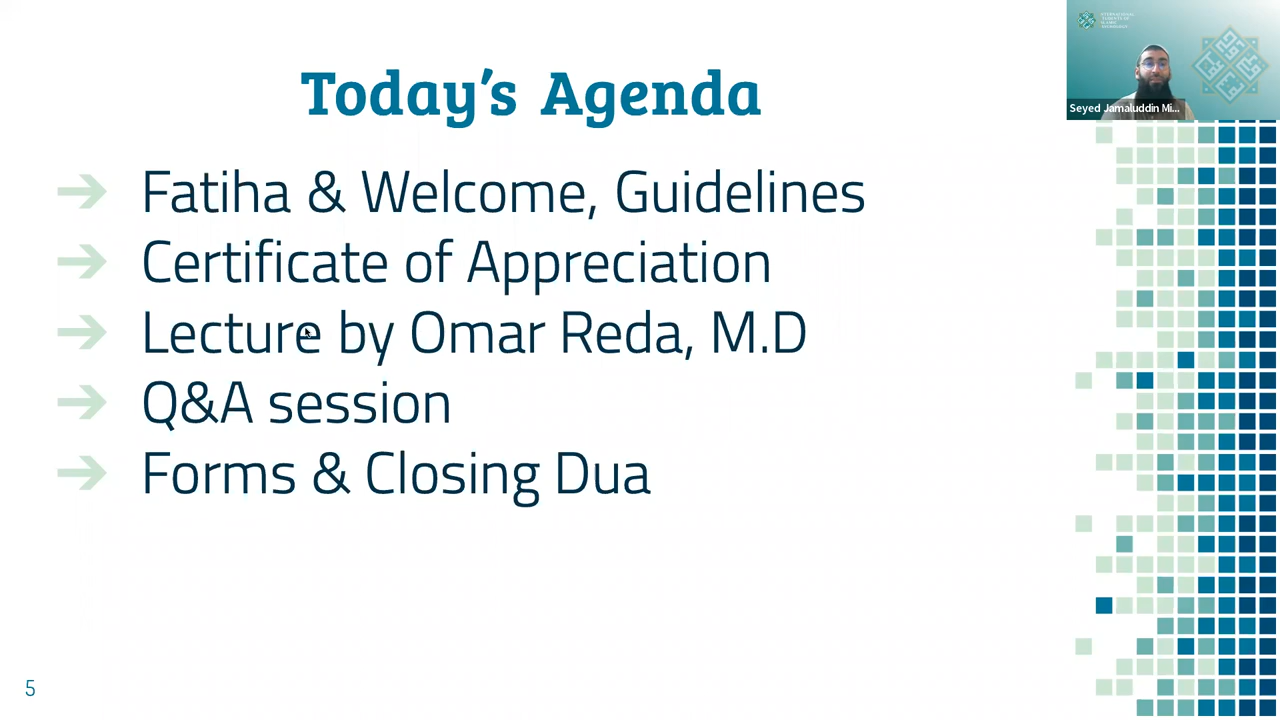 Today's Agenda
Seyed Jamaluddin Mi...
➔ Fatiha & Welcome, Guidelines
➔ Certificate of Appreciation
➔ Lecture by Omar Reda, M.D
➔ Q&A session
➔ Forms & Closing Dua
5